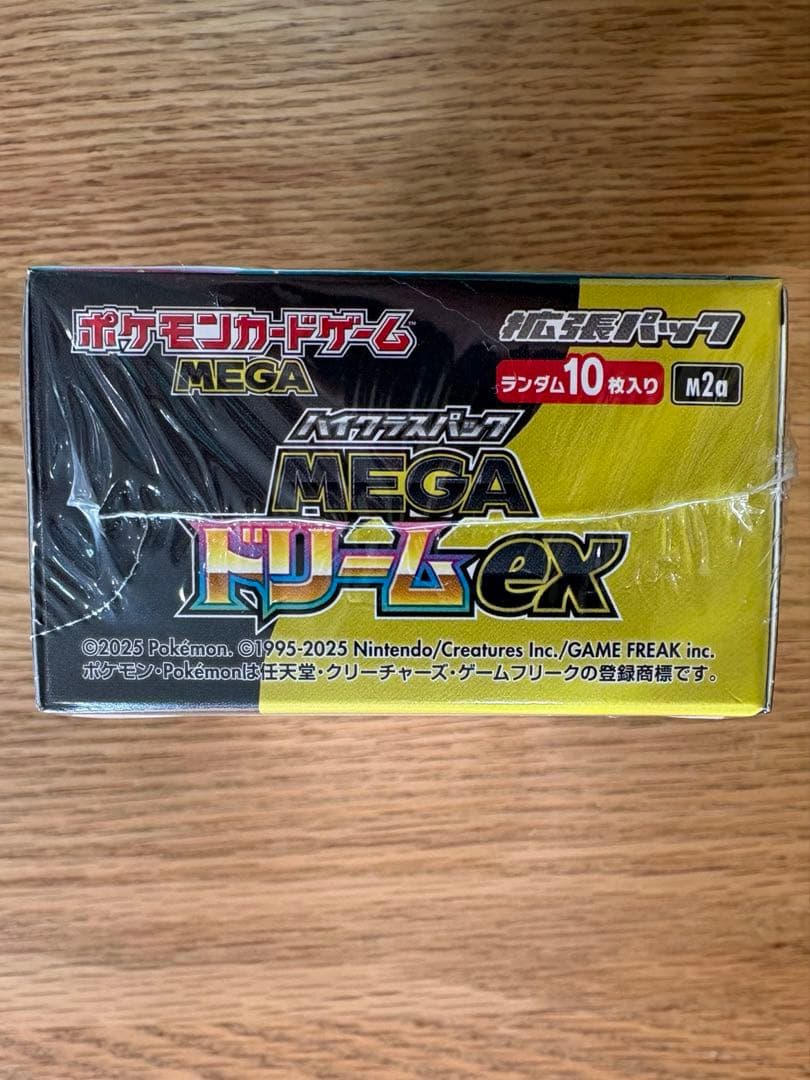 ポケモンカードゲーム™
MEGA
拡張パック
ランダム10枚入り
M2a
ハイクラスパック
MEGA
ドリームex
©2025 Pokémon. ©1995-2025 Nintendo/Creatures Inc./GAME FREAK inc.
ポケモン・Pokémonは任天堂・クリーチャーズ・ゲームフリークの登録商標です。